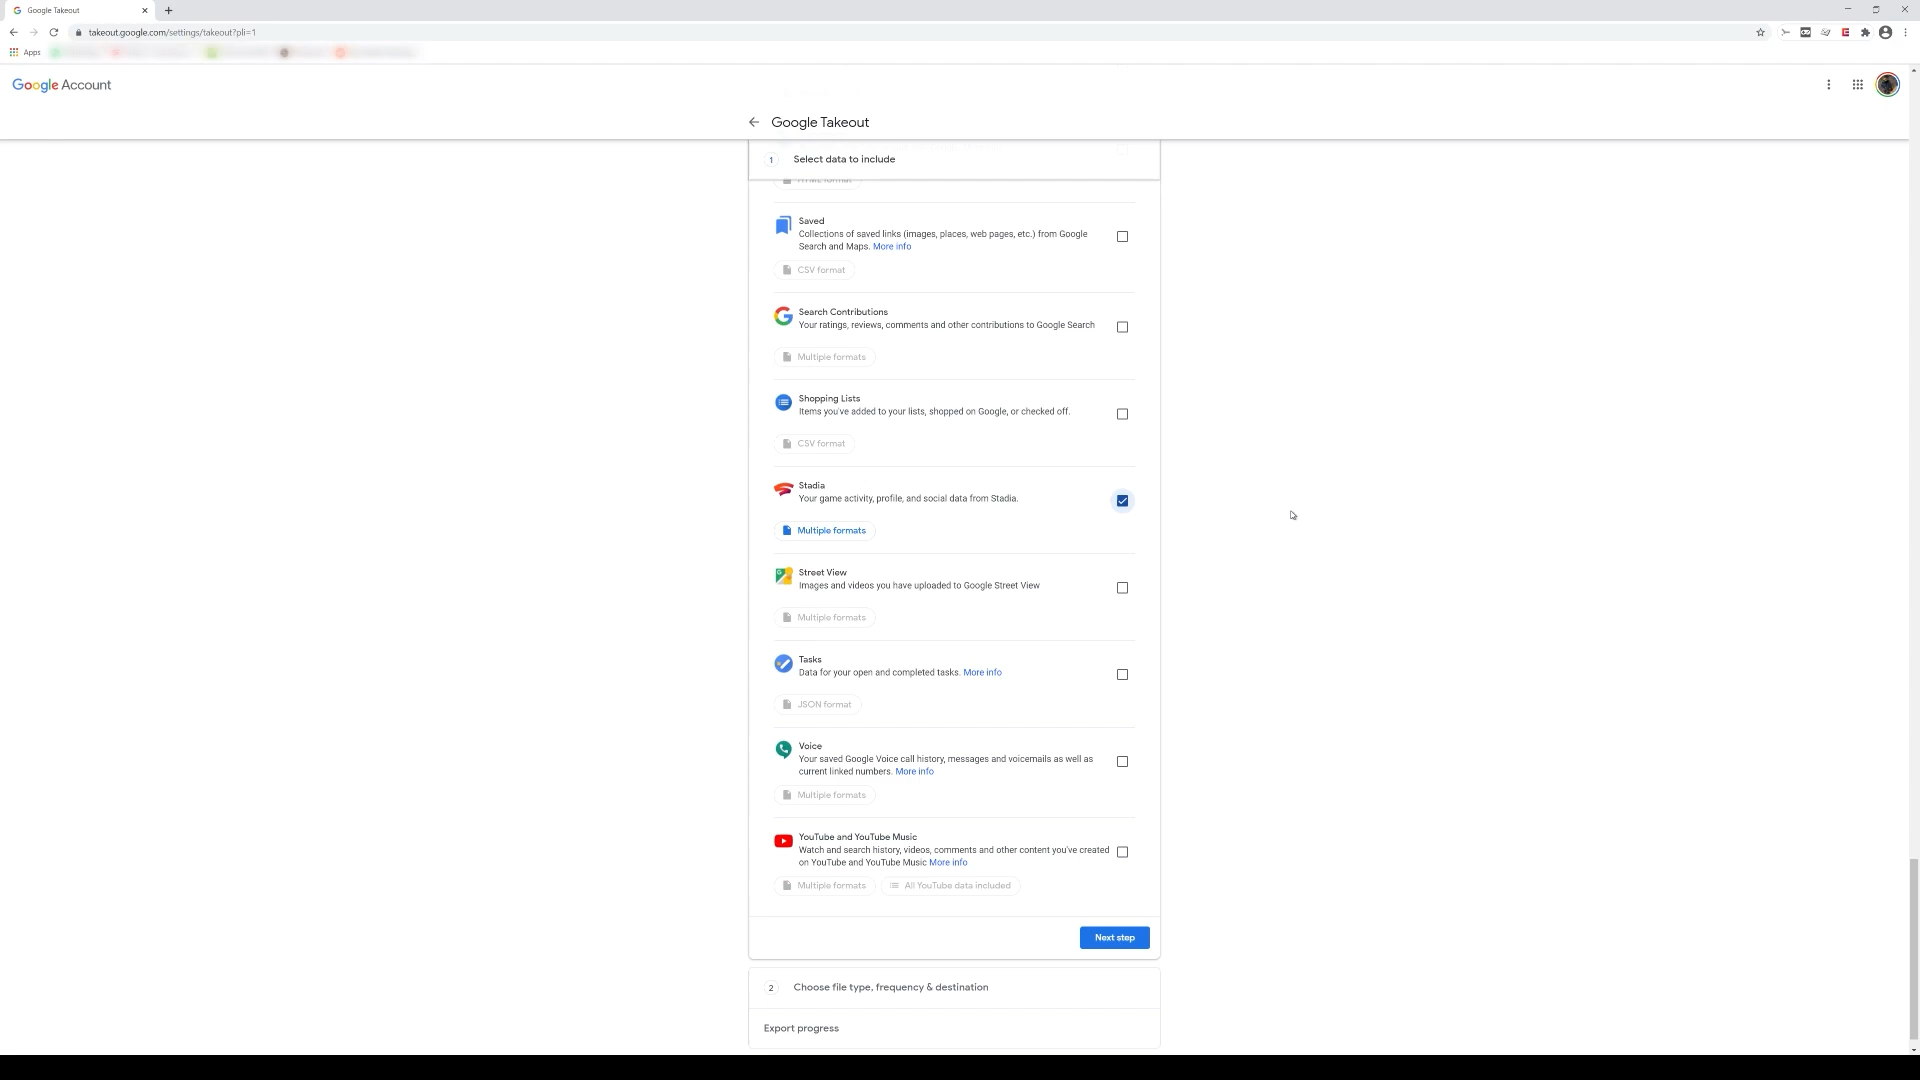 Google Takeout
takeout.google.com/settings/takeout?pli=1
Apps
Google Account
Google Takeout
1 Select data to include
HTML format
Saved
Collections of saved links (images, places, web pages, etc.) from Google
Search and Maps. More info
CSV format
Search Contributions
Your ratings, reviews, comments and other contributions to Google Search
Multiple formats
Shopping Lists
Items you've added to your lists, shopped on Google, or checked off.
CSV format
Stadia
Your game activity, profile, and social data from Stadia.
Multiple formats
Street View
Images and videos you have uploaded to Google Street View
Multiple formats
Tasks
Data for your open and completed tasks. More info
JSON format
Voice
Your saved Google Voice call history, messages and voicemails as well as
current linked numbers. More info
Multiple formats
YouTube and YouTube Music
Watch and search history, videos, comments and other content you've created
on YouTube and YouTube Music More info
Multiple formats All YouTube data included
Next step
2 Choose file type, frequency & destination
Export progress